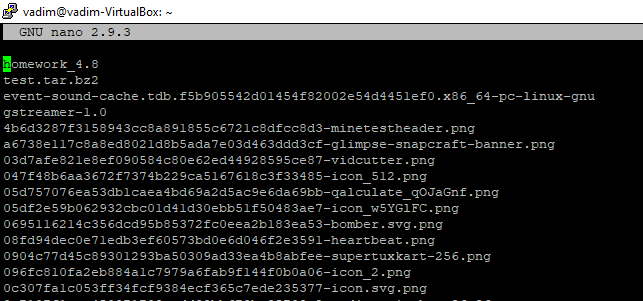 vadim@vadim-VirtualBox: ~
GNU nano 2.9.3
homework_4.8
test.tar.bz2
event-sound-cache.tdb.f5b905542d01454f82002e54d4451ef0.x86_64-pc-linux-gnu
gstreamer-1.0
4b6d3287f3158943cc8a891855c6721c8dfcc8d3-minetestheader.png
a6738e117c8a8ed8021d8b5ada7e03d463ddd3cf-glimpse-snapcraft-banner.png
03d7afe821e8ef090584c80e62ed44928595ce87-vidcutter.png
047f48b6aa3672f7374b229ca5167618c3f33485-icon_512.png
05d757076ea53db1caea4bd69a2d5ac9e6da69bb-qalculate_qOJaGnf.png
05df2e59b062932cbc01d41d30ebb51f50483ae7-icon_w5YGlFC.png
0695116214c356dcd95b85372fc0eea2b183ea53-bomber.svg.png
08fd94dec0e71edb3ef60573bd0e6d046f2e3591-heartbeat.png
0904c77d45c89301293ba50309ad33ea4b8abfee-supertuxkart-256.png
096fc810fa2eb884a1c7979a6fab9f144f0b0a06-icon_2.png
0c307fa1c053ff34fcf9384ecf365c7ede235377-icon.svg.png